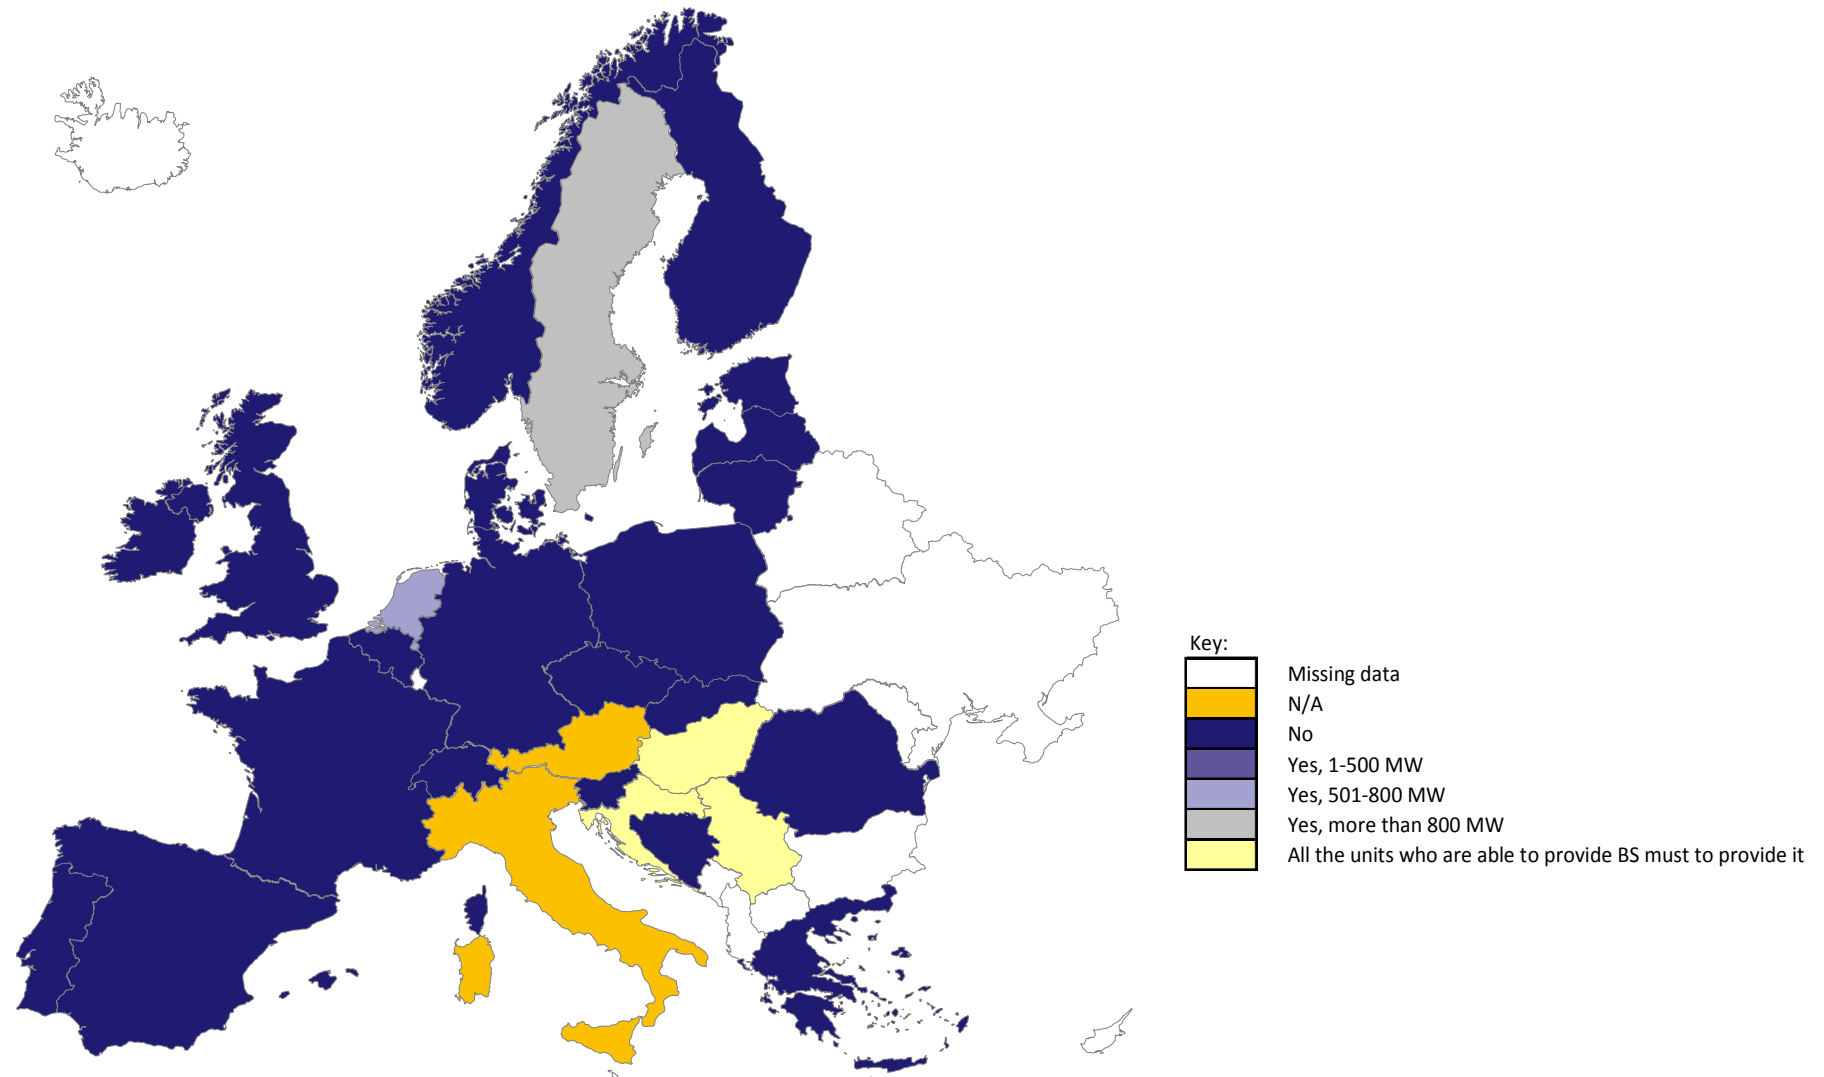 Key:
Missing data
N/A
No
Yes, 1-500 MW
Yes, 501-800 MW
Yes, more than 800 MW
All the units who are able to provide BS must to provide it